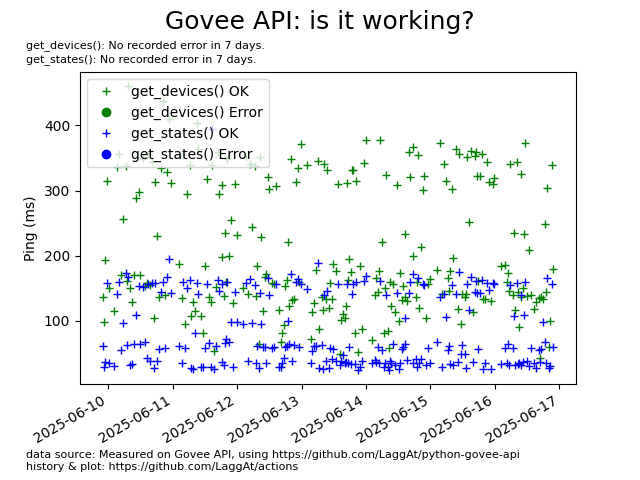 Govee API: is it working?
get_devices(): No recorded error in 7 days.
get_states(): No recorded error in 7 days.
get_devices() OK
get_devices() Error
get_states() OK
get_states() Error
Ping (ms)
400
300
200
100
2025-06-10
2025-06-11
2025-06-12
2025-06-13
2025-06-14
2025-06-15
2025-06-16
2025-06-17
data source: Measured on Govee API, using https://github.com/LaggAt/python-govee-api
history & plot: https://github.com/LaggAt/actions